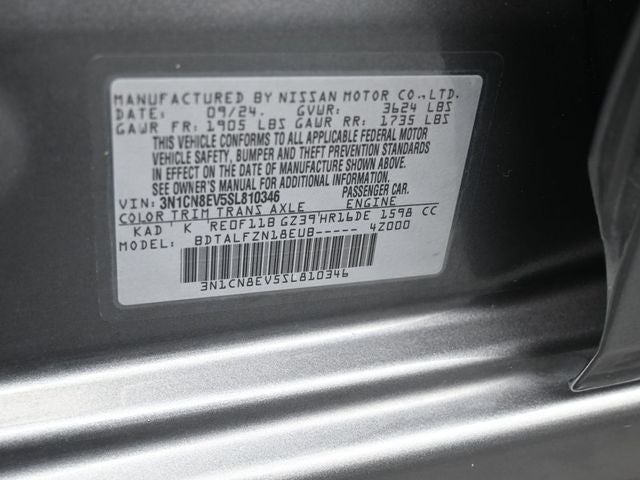 MANUFACTURED BY NISSAN MOTOR CO.,LTD.
DATE: 09/24. GVWR: 3624 LBS
GAWR FR: 1905 LBS GAWR RR: 1735 LBS
THIS VEHICLE CONFORMS TO ALL APPLICABLE FEDERAL MOTOR
VEHICLE SAFETY, BUMPER AND THEFT PREVENTION STANDARDS
IN EFFECT ON THE DATE OF MANUFACTURE SHOWN ABOVE.
SEE OWNER'S MANUAL FOR ADDITIONAL INFORMATION.
VIN: 3N1CN8EV5SL810346 PASSENGER CAR.
COLOR TRIM TRANS AXLE ENGINE
KAD K RE0F11B GZ39 HR16DE 1598 CC
MODEL: BDTALFZN18EUB----- 4Z000
3N1CN8EV5SL810346